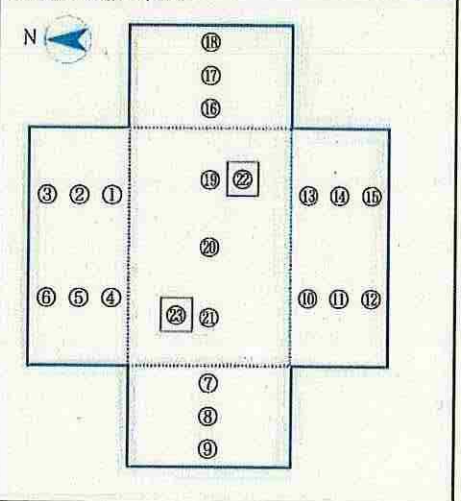 N
⑱
⑰
⑯
③ ② ① ⑲ ㉒ ⑬ ⑭ ⑮
⑳
⑥ ⑤ ④ ㉓ ㉑ ⑩ ⑪ ⑫
⑦
⑧
⑨